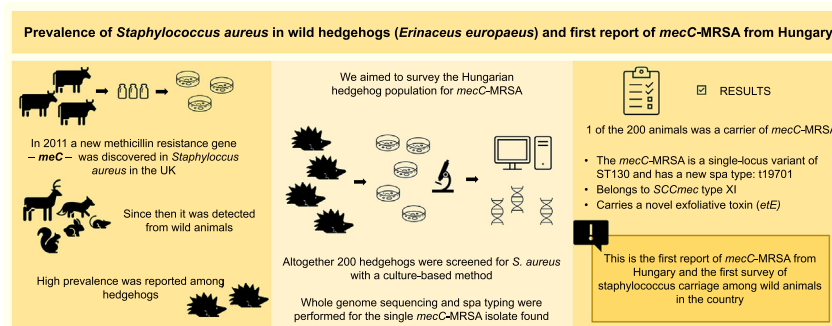 Prevalence of Staphylococcus aureus in wild hedgehogs (Erinaceus europaeus) and first report of mecC-MRSA from Hungary
In 2011 a new methicillin resistance gene
– meC – was discovered in Staphyloccus
aureus in the UK
Since then it was detected
from wild animals
High prevalence was reported among
hedgehogs
We aimed to survey the Hungarian
hedgehog population for mecC-MRSA
Altogether 200 hedgehogs were screened for S. aureus
with a culture-based method
Whole genome sequencing and spa typing were
performed for the single mecC-MRSA isolate found
RESULTS
1 of the 200 animals was a carrier of mecC-MRSA
• The mecC-MRSA is a single-locus variant of
ST130 and has a new spa type: t19701
• Belongs to SCCmec type XI
• Carries a novel exfoliative toxin (etE)
!
This is the first report of mecC-MRSA from
Hungary and the first survey of
staphylococcus carriage among wild animals
in the country